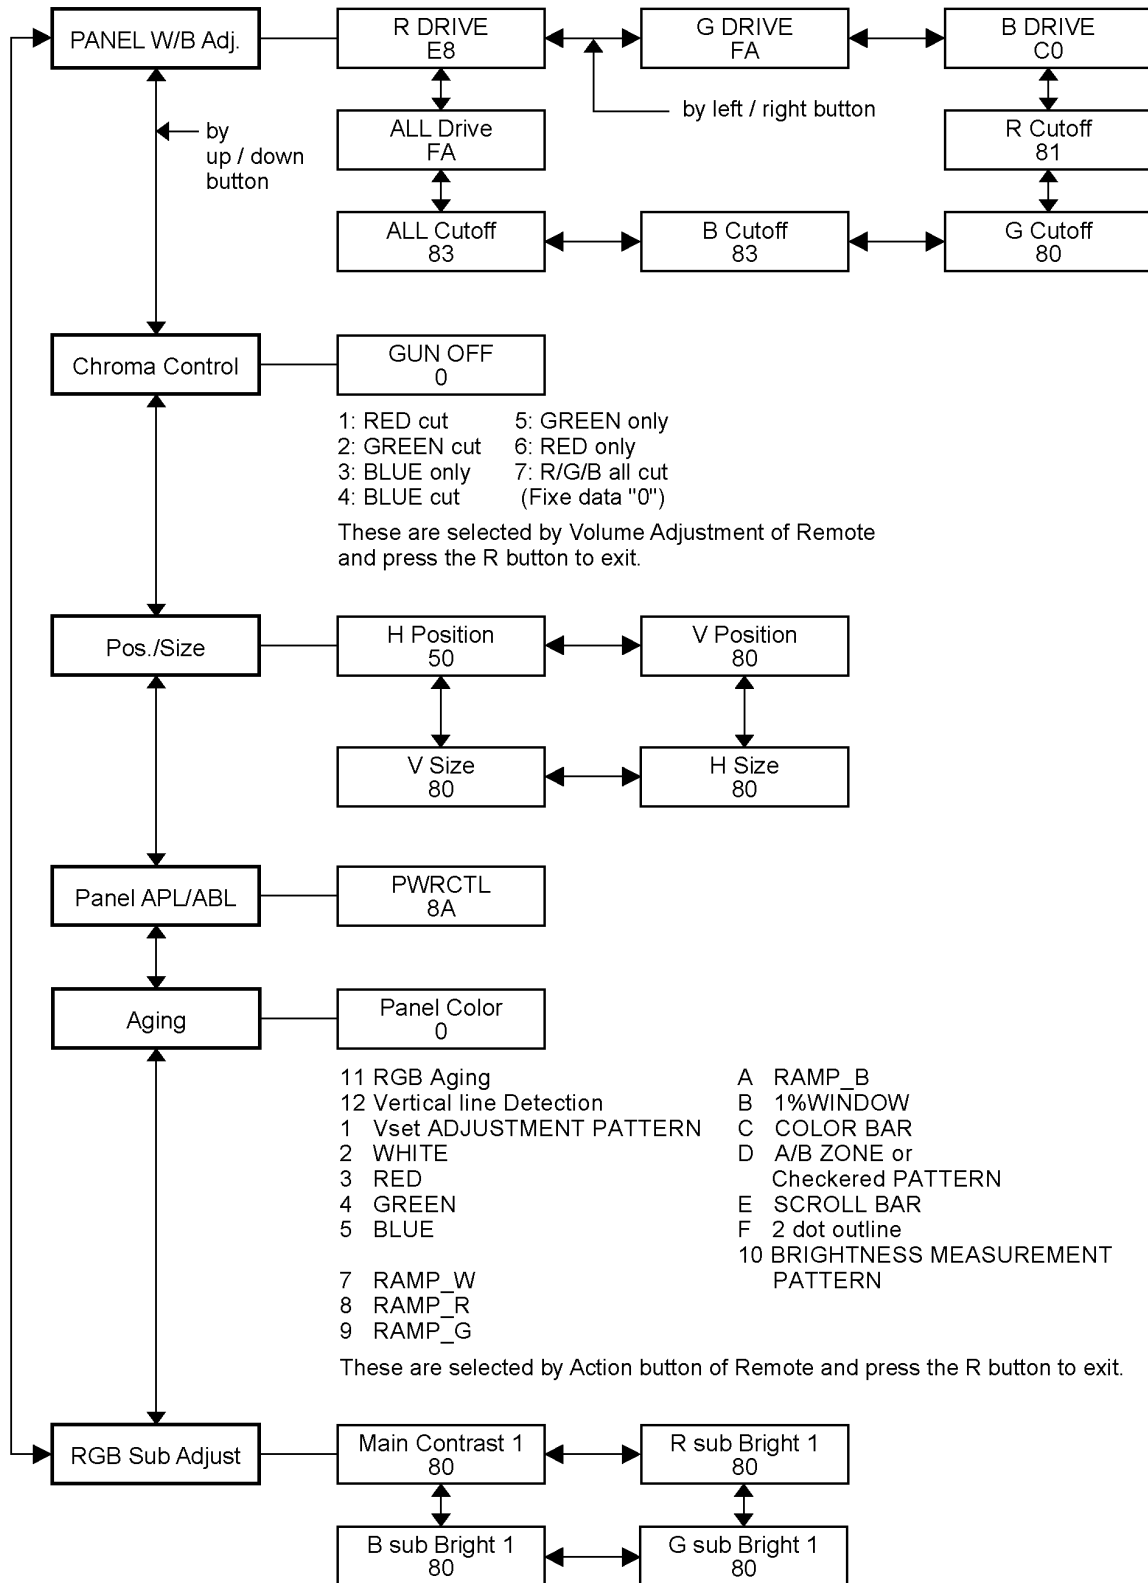 PANEL W/B Adj.
R DRIVE
E8
G DRIVE
FA
B DRIVE
C0
by left / right button
by
up / down
button
ALL Drive
FA
R Cutoff
81
ALL Cutoff
83
B Cutoff
83
G Cutoff
80
Chroma Control
GUN OFF
0
1: RED cut
2: GREEN cut
3: BLUE only
4: BLUE cut
5: GREEN only
6: RED only
7: R/G/B all cut
(Fixe data "0")
These are selected by Volume Adjustment of Remote
and press the R button to exit.
Pos./Size
H Position
50
V Position
80
V Size
80
H Size
80
Panel APL/ABL
PWRCTL
8A
Aging
Panel Color
0
11 RGB Aging
12 Vertical line Detection
1 Vset ADJUSTMENT PATTERN
2 WHITE
3 RED
4 GREEN
5 BLUE
7 RAMP_W
8 RAMP_R
9 RAMP_G
A RAMP_B
B 1%WINDOW
C COLOR BAR
D A/B ZONE or
Checkered PATTERN
E SCROLL BAR
F 2 dot outline
10 BRIGHTNESS MEASUREMENT
PATTERN
These are selected by Action button of Remote and press the R button to exit.
RGB Sub Adjust
Main Contrast 1
80
R sub Bright 1
80
B sub Bright 1
80
G sub Bright 1
80